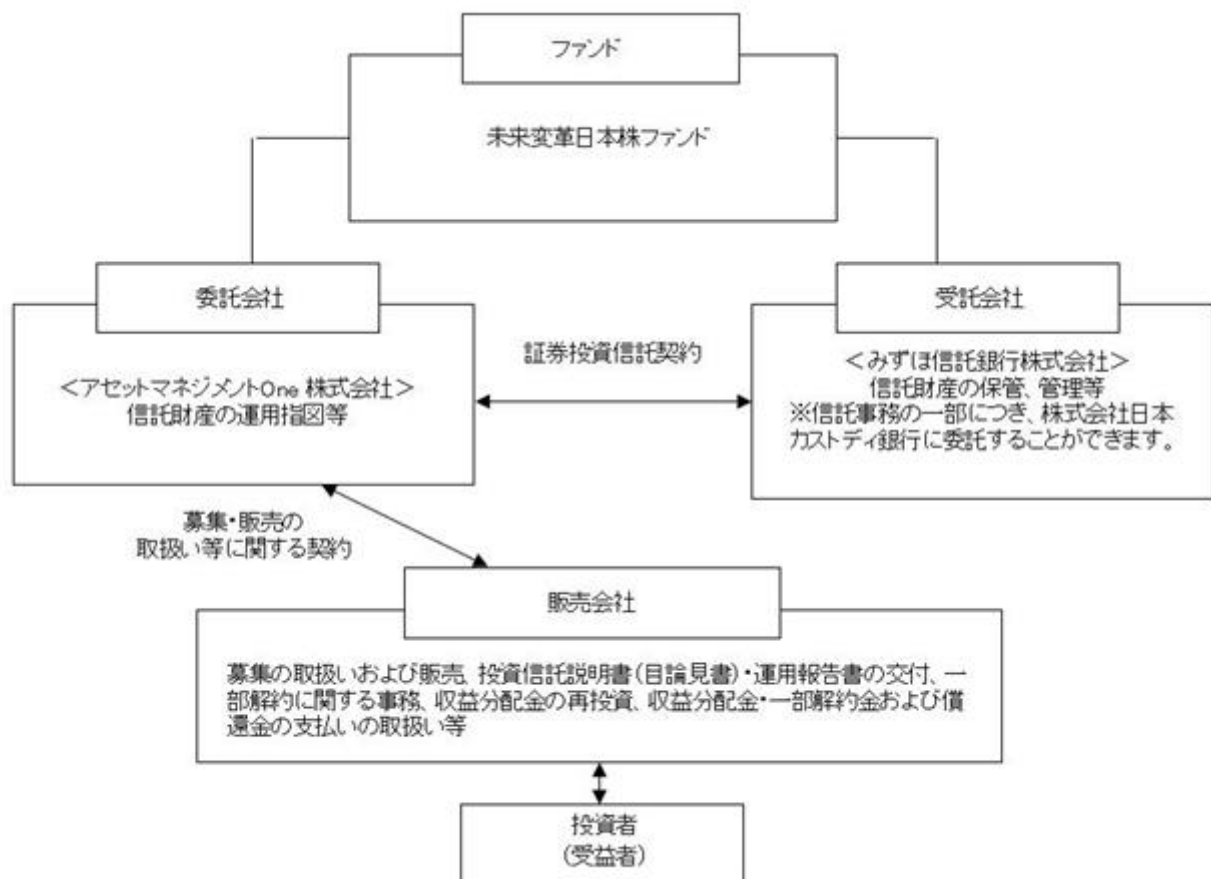 ファンド
未来変革日本株ファンド
委託会社
<アセットマネジメントOne 株式会社>
信託財産の運用指図等
証券投資信託契約
受託会社
<みずほ信託銀行株式会社>
信託財産の保管、管理等
※信託事務の一部につき、株式会社日本
カストディ銀行に委託することができます。
募集・販売の
取扱い等に関する契約
販売会社
募集の取扱いおよび販売、投資信託説明書(目論見書)・運用報告書の交付、一
部解約に関する事務、収益分配金の再投資、収益分配金・一部解約金および償
還金の支払いの取扱い等
投資者
(受益者)